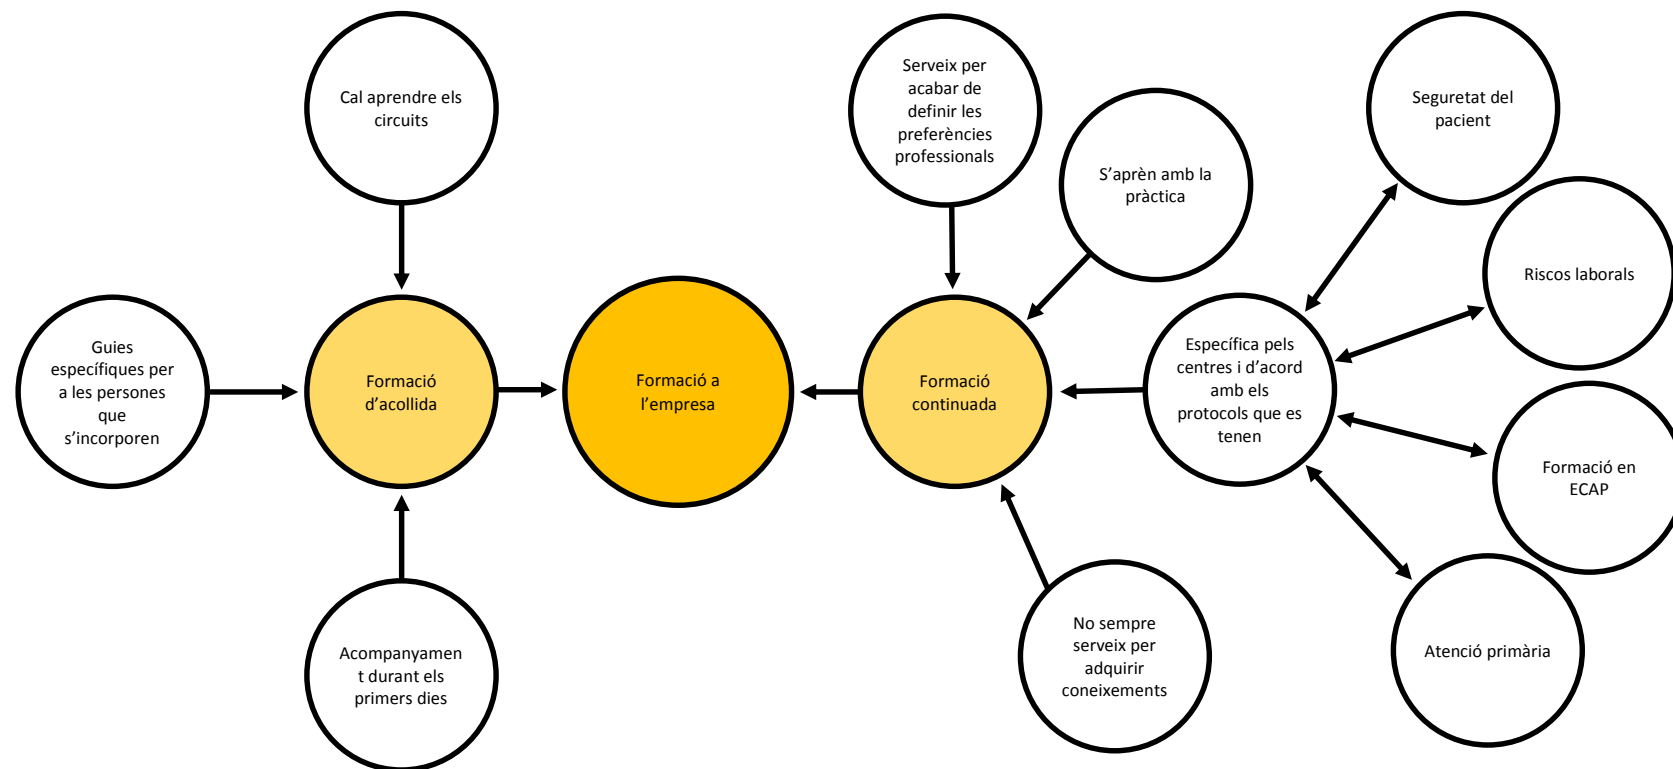 Cal aprendre els
circuits
Serveix per
acabar de
definir les
preferències
professionals
S’aprèn amb la
pràctica
Seguretat del
pacient
Riscos laborals
Guies
específiques per
a les persones
que
s’incorporen
Formació
d’acollida
Formació a
l’empresa
Formació
continuada
Específica pels
centres i d’acord
amb els
protocols que es
tenen
Formació en
ECAP
Acompanyamen
t durant els
primers dies
No sempre
serveix per
adquirir
coneixements
Atenció primària